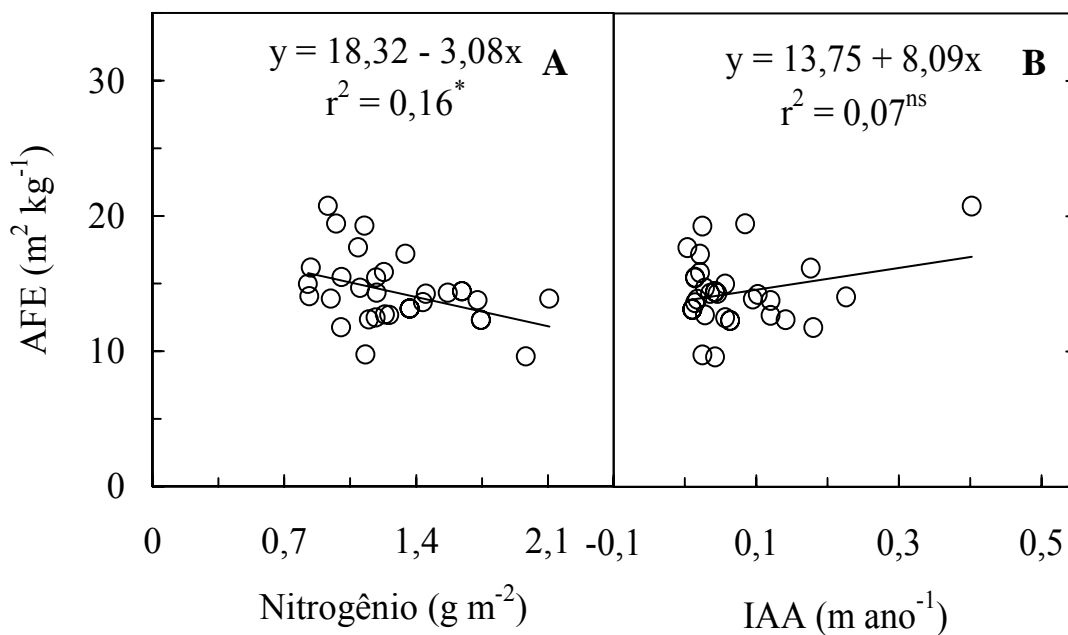 y = 18,32 - 3,08x
A
r² = 0,16*
y = 13,75 + 8,09x
B
r² = 0,07ⁿˢ
AFE (m² kg⁻¹)
30
20
10
0
0 0,7 1,4 2,1
-0,1 0,1 0,3 0,5
Nitrogênio (g m⁻²)
IAA (m ano⁻¹)